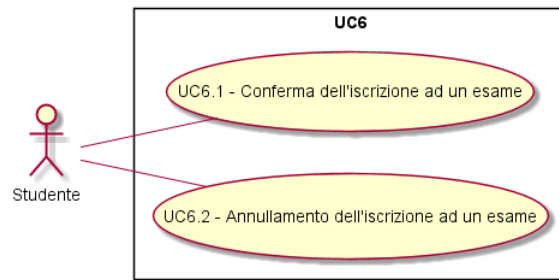 UC6
UC6.1 - Conferma dell'iscrizione ad un esame
Studente
UC6.2 - Annullamento dell'iscrizione ad un esame